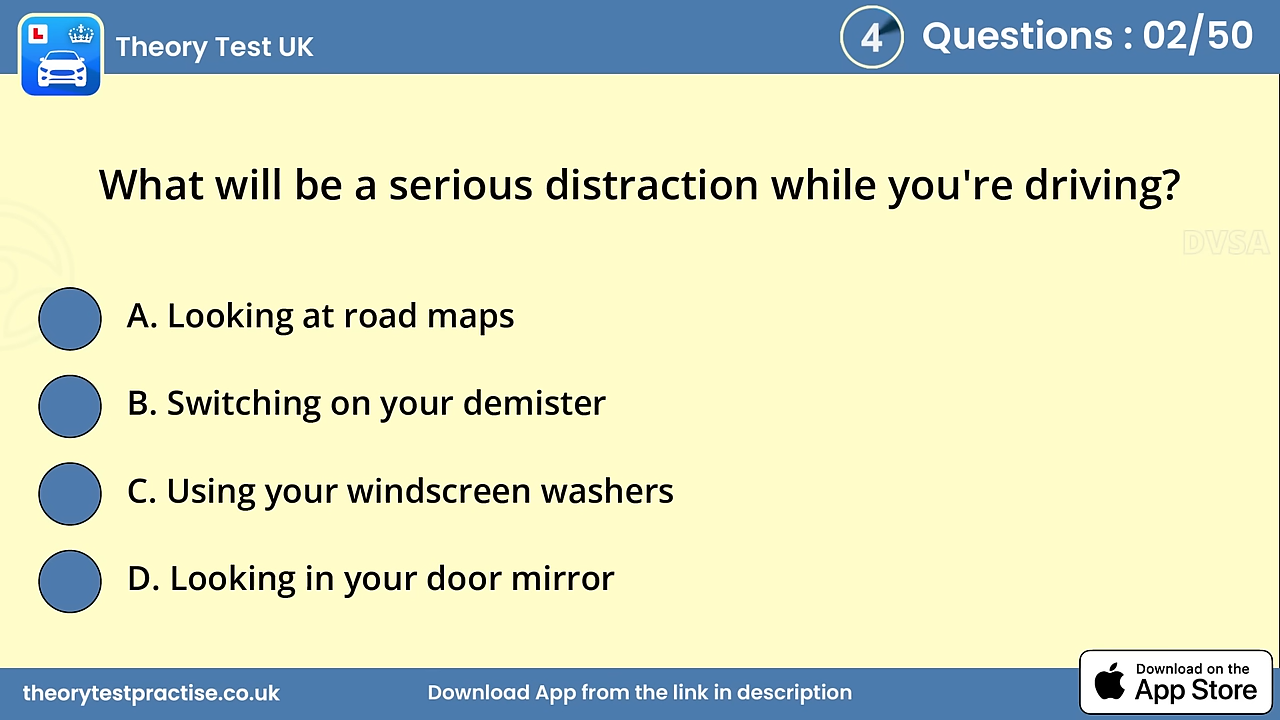 L
Theory Test UK
4
Questions : 02/50
What will be a serious distraction while you're driving?
DVSA
A. Looking at road maps
B. Switching on your demister
C. Using your windscreen washers
D. Looking in your door mirror
theorytestpractise.co.uk
Download App from the link in description
Download on the
App Store